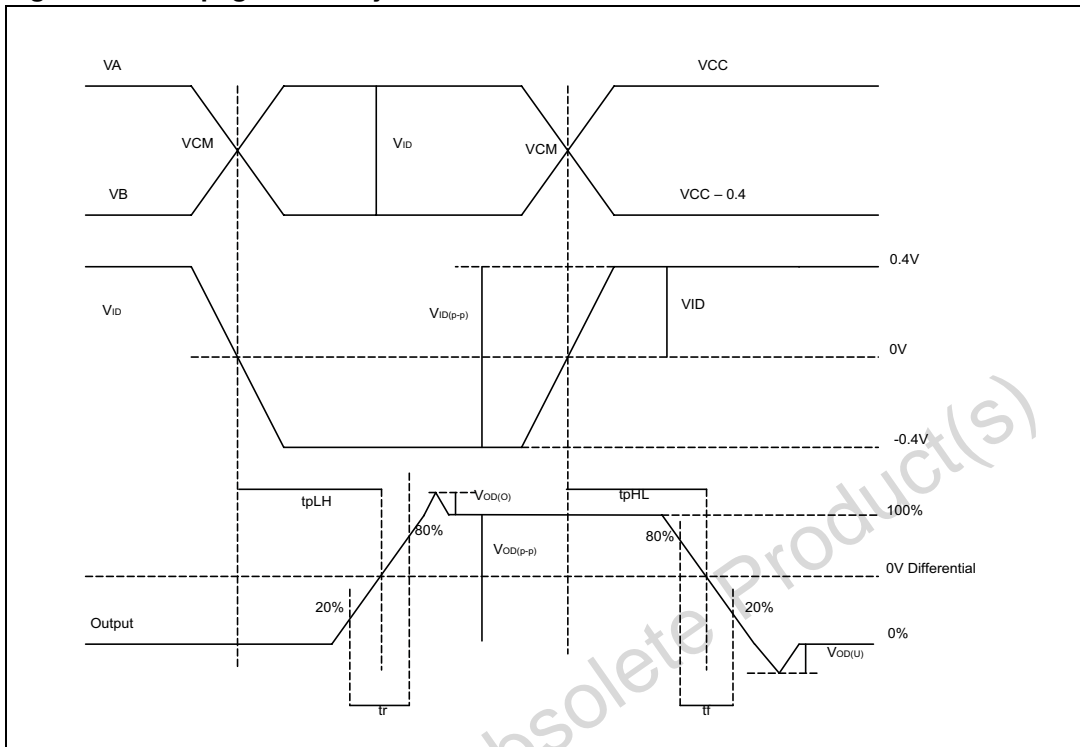 VA
VCC
VCM
VID
VCM
VB
VCC – 0.4
0.4V
VID
VID(p-p)
VID
0V
-0.4V
tpLH
VOD(O)
tpHL
100%
80%
80%
VOD(p-p)
0V Differential
20%
20%
Output
0%
VOD(U)
tr
tf
bsolete Product(s)